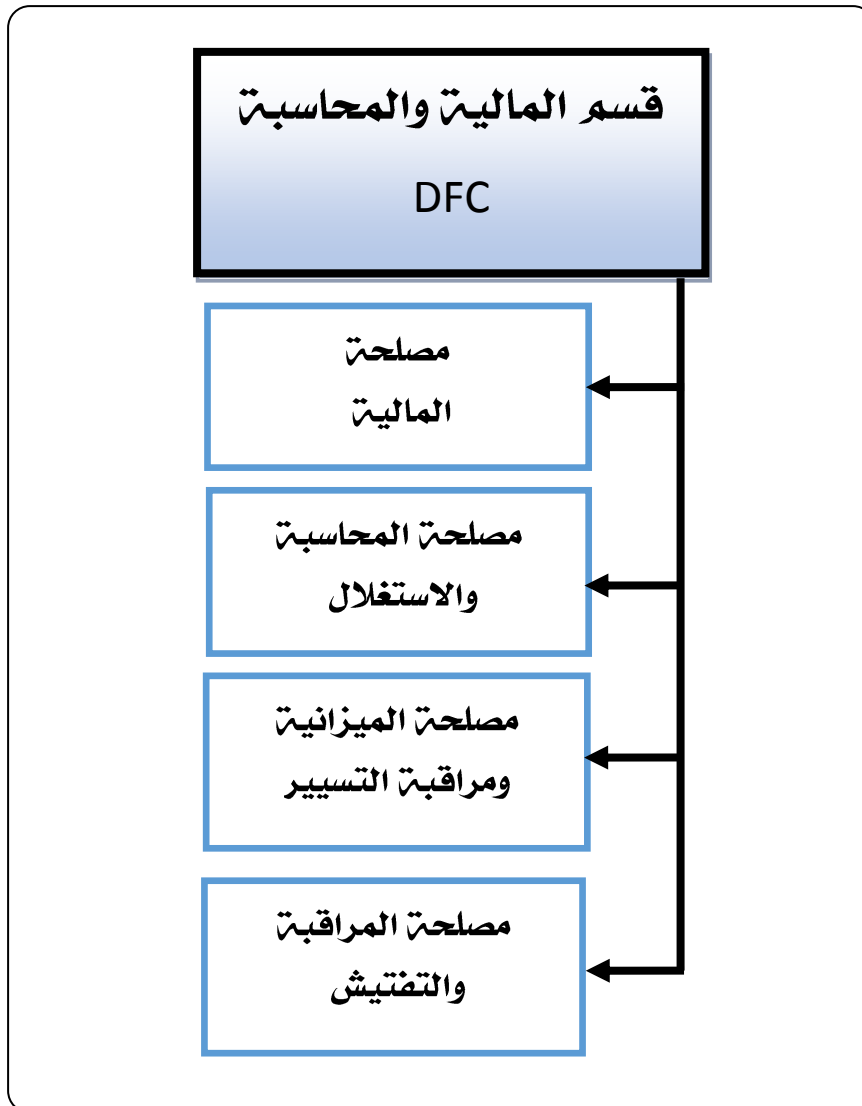 قسم المالية والمحاسبة
DFC
مصلحة
المالية
مصلحة المحاسبة
والاستغلال
مصلحة الميزانية
ومراقبة التسيير
مصلحة المراقبة
والتفتيش